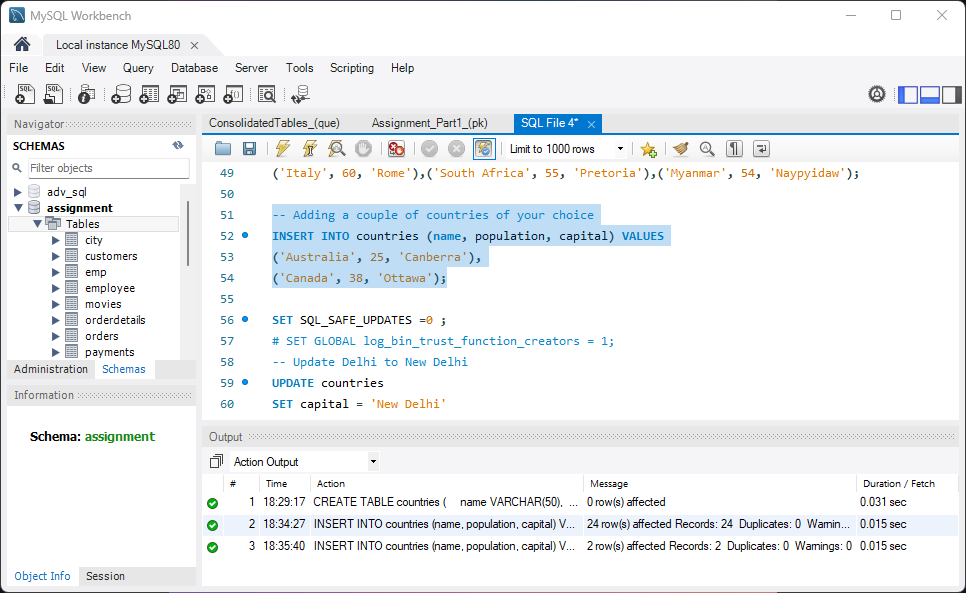 MySQL Workbench
Local instance MySQL80
File Edit View Query Database Server Tools Scripting Help
Navigator
SCHEMAS
Filter objects
adv_sql
assignment
Tables
city
customers
emp
employee
movies
orderdetails
orders
payments
Administration Schemas
Information
Schema: assignment
Object Info Session
ConsolidatedTables_(que) Assignment_Part1_(pk) SQL File 4*
Limit to 1000 rows
49 ('Italy', 60, 'Rome'),('South Africa', 55, 'Pretoria'),('Myanmar', 54, 'Naypyidaw');
50
51 -- Adding a couple of countries of your choice
52 INSERT INTO countries (name, population, capital) VALUES
53 ('Australia', 25, 'Canberra'),
54 ('Canada', 38, 'Ottawa');
55
56 SET SQL_SAFE_UPDATES =0 ;
57 # SET GLOBAL log_bin_trust_function_creators = 1;
58 -- Update Delhi to New Delhi
59 UPDATE countries
60 SET capital = 'New Delhi'
Output
Action Output
# Time Action Message Duration / Fetch
1 18:29:17 CREATE TABLE countries ( name VARCHAR(50), ... 0 row(s) affected 0.031 sec
2 18:34:27 INSERT INTO countries (name, population, capital) V... 24 row(s) affected Records: 24 Duplicates: 0 Warnin... 0.015 sec
3 18:35:40 INSERT INTO countries (name, population, capital) V... 2 row(s) affected Records: 2 Duplicates: 0 Warnings: 0 0.015 sec